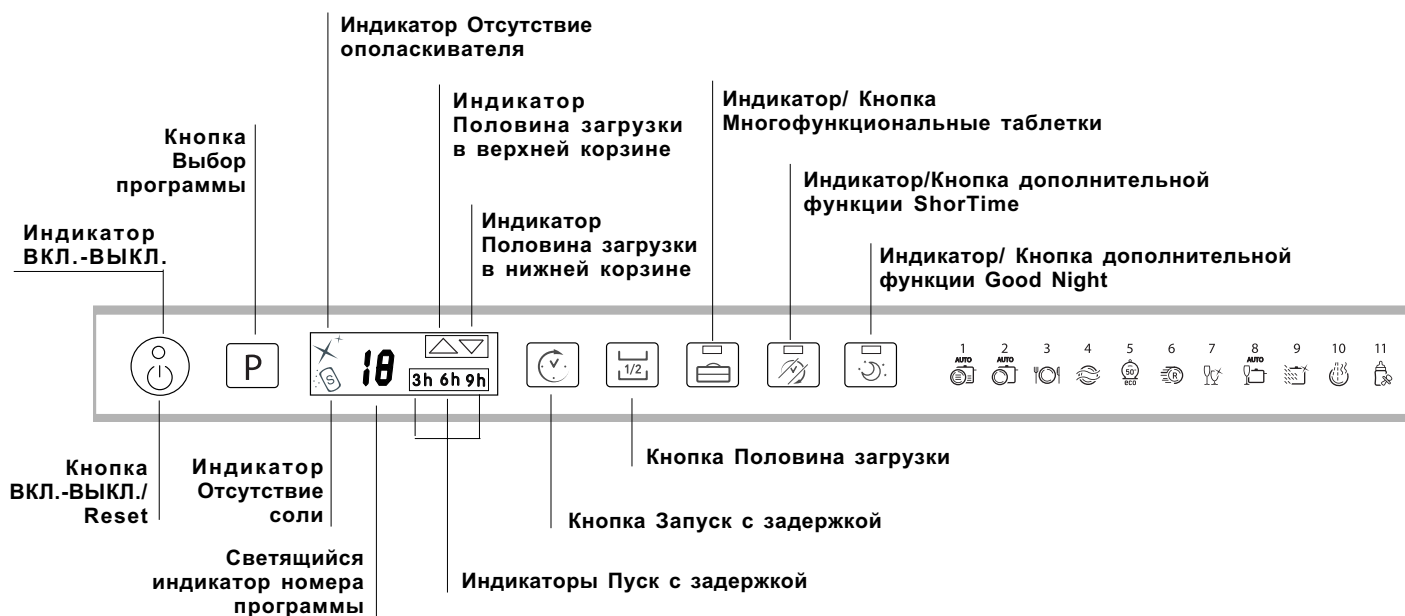 Индикатор Отсутствие
ополаскивателя
Индикатор
Половина загрузки
в верхней корзине
Индикатор/ Кнопка
Многофункциональные таблетки
Кнопка
Выбор
программы
Индикатор/Кнопка дополнительной
функции ShorTime
Индикатор
ВКЛ.-ВЫКЛ.
Индикатор
Половина загрузки
в нижней корзине
Индикатор/ Кнопка дополнительной
функции Good Night
P
S
18
3h 6h 9h
1/2
1 2 3 4 5 6 7 8 9 10 11
AUTO AUTO AUTO
50°
R
eco
Кнопка
ВКЛ.-ВЫКЛ./
Reset
Индикатор
Отсутствие
соли
Кнопка Половина загрузки
Кнопка Запуск с задержкой
Светящийся
индикатор номера
программы
Индикаторы Пуск с задержкой